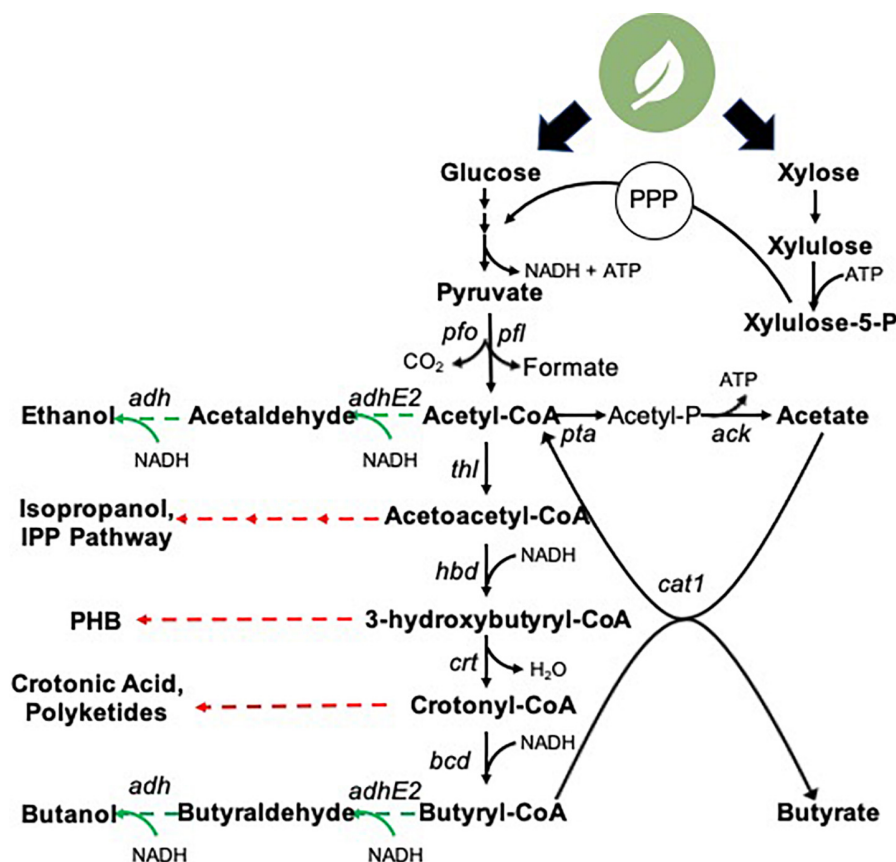 Glucose
PPP
Xylose
Xylulose
ATP
NADH + ATP
Pyruvate
Xylulose-5-P
pfo
pfl
CO₂
Formate
ATP
adh
adhE2
Ethanol
Acetaldehyde
Acetyl-CoA
Acetyl-P
Acetate
pta
ack
NADH
NADH
thl
Isopropanol,
IPP Pathway
Acetoacetyl-CoA
hbd
NADH
cat1
PHB
3-hydroxybutyryl-CoA
crt
H₂O
Crotonic Acid,
Polyketides
Crotonyl-CoA
bcd
NADH
adh
adhE2
Butanol
Butyraldehyde
Butyryl-CoA
Butyrate
NADH
NADH